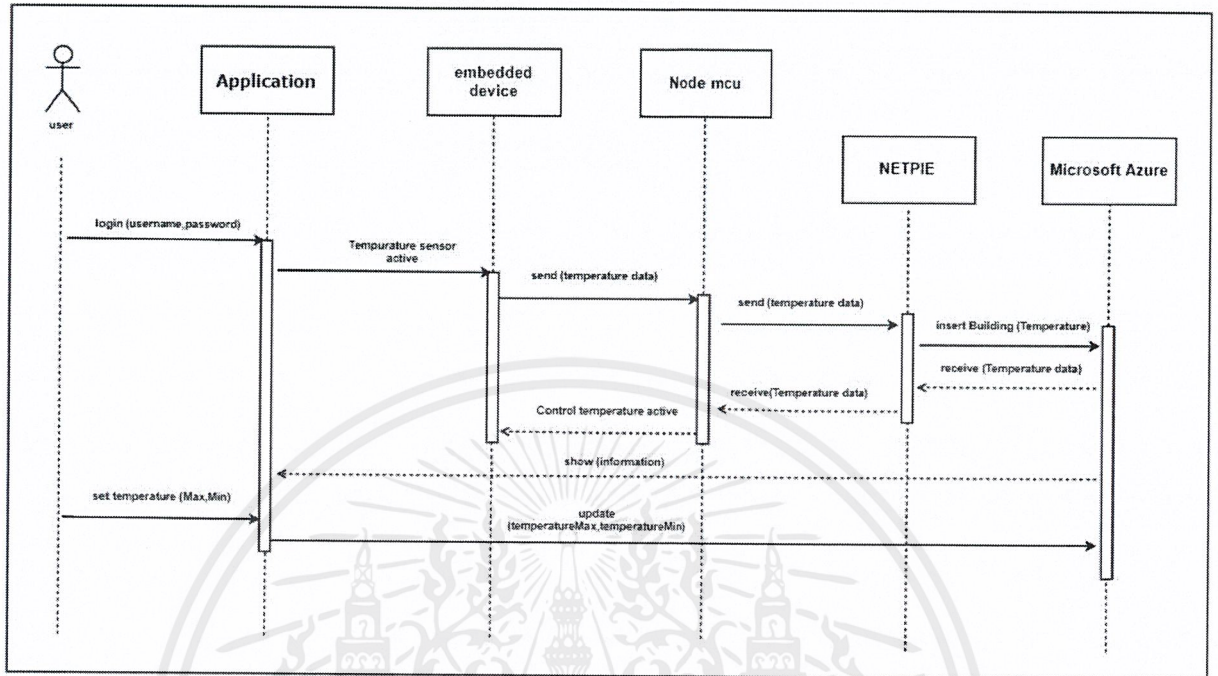 Application
embedded
device
Node mcu
user
NETPIE
Microsoft Azure
login (username,password)
Tempurature sensor
active
send (temperature data)
send (temperature data)
insert Building (Temperature)
receive (Temperature data)
receive(Temperature data)
Control temperature active
show (information)
set temperature (Max,Min)
update
(temperatureMax,temperatureMin)